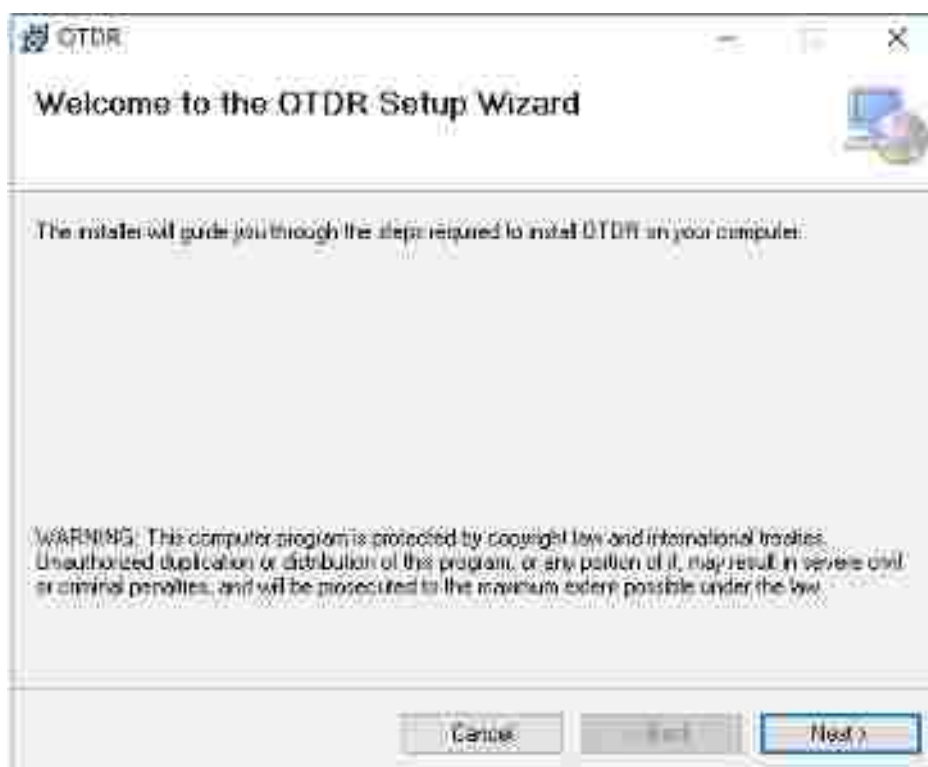 OTDR
Welcome to the OTDR Setup Wizard
The installer will guide you through the steps required to install OTDR on your computer.
WARNING: This computer program is protected by copyright law and international treaties.
Unauthorized duplication or distribution of this program, or any portion of it, may result in severe civil
or criminal penalties, and will be prosecuted to the maximum extent possible under the law.
Cancel
Next >